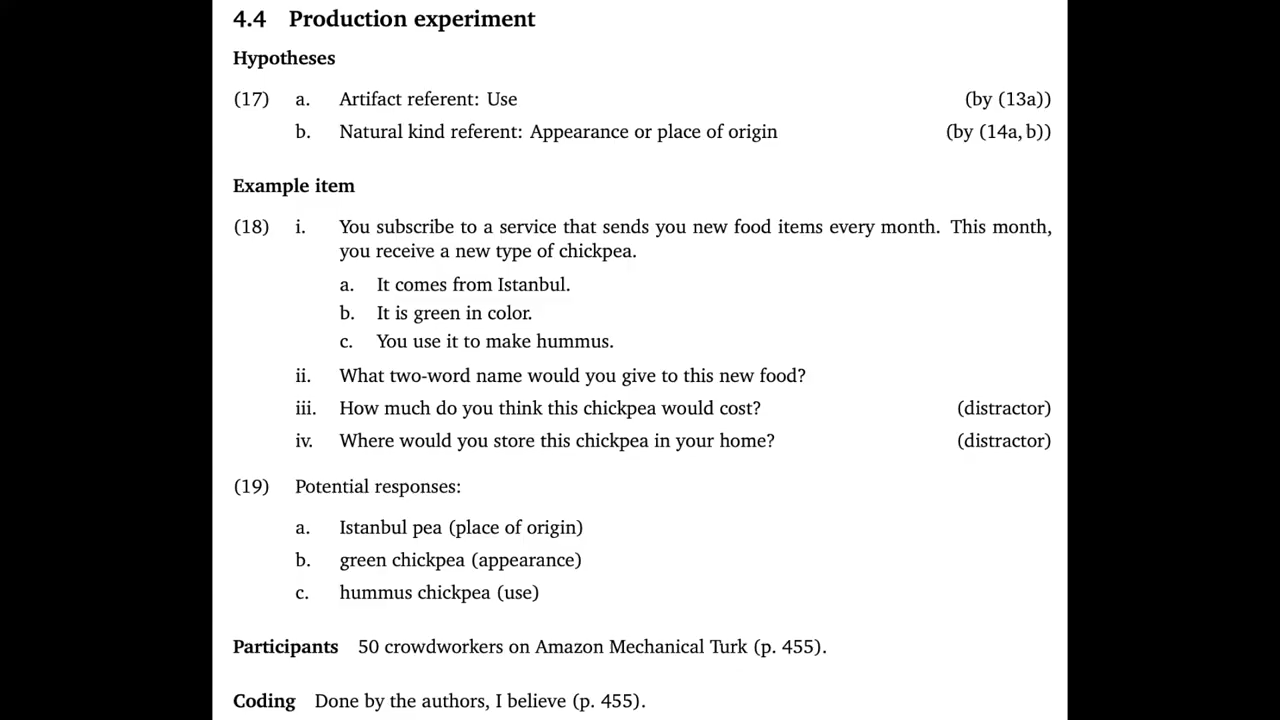 4.4 Production experiment
Hypotheses
(17) a. Artifact referent: Use (by (13a))
b. Natural kind referent: Appearance or place of origin (by (14a, b))
Example item
(18) i. You subscribe to a service that sends you new food items every month. This month,
you receive a new type of chickpea.
a. It comes from Istanbul.
b. It is green in color.
c. You use it to make hummus.
ii. What two-word name would you give to this new food?
iii. How much do you think this chickpea would cost? (distractor)
iv. Where would you store this chickpea in your home? (distractor)
(19) Potential responses:
a. Istanbul pea (place of origin)
b. green chickpea (appearance)
c. hummus chickpea (use)
Participants 50 crowdworkers on Amazon Mechanical Turk (p. 455).
Coding Done by the authors, I believe (p. 455).